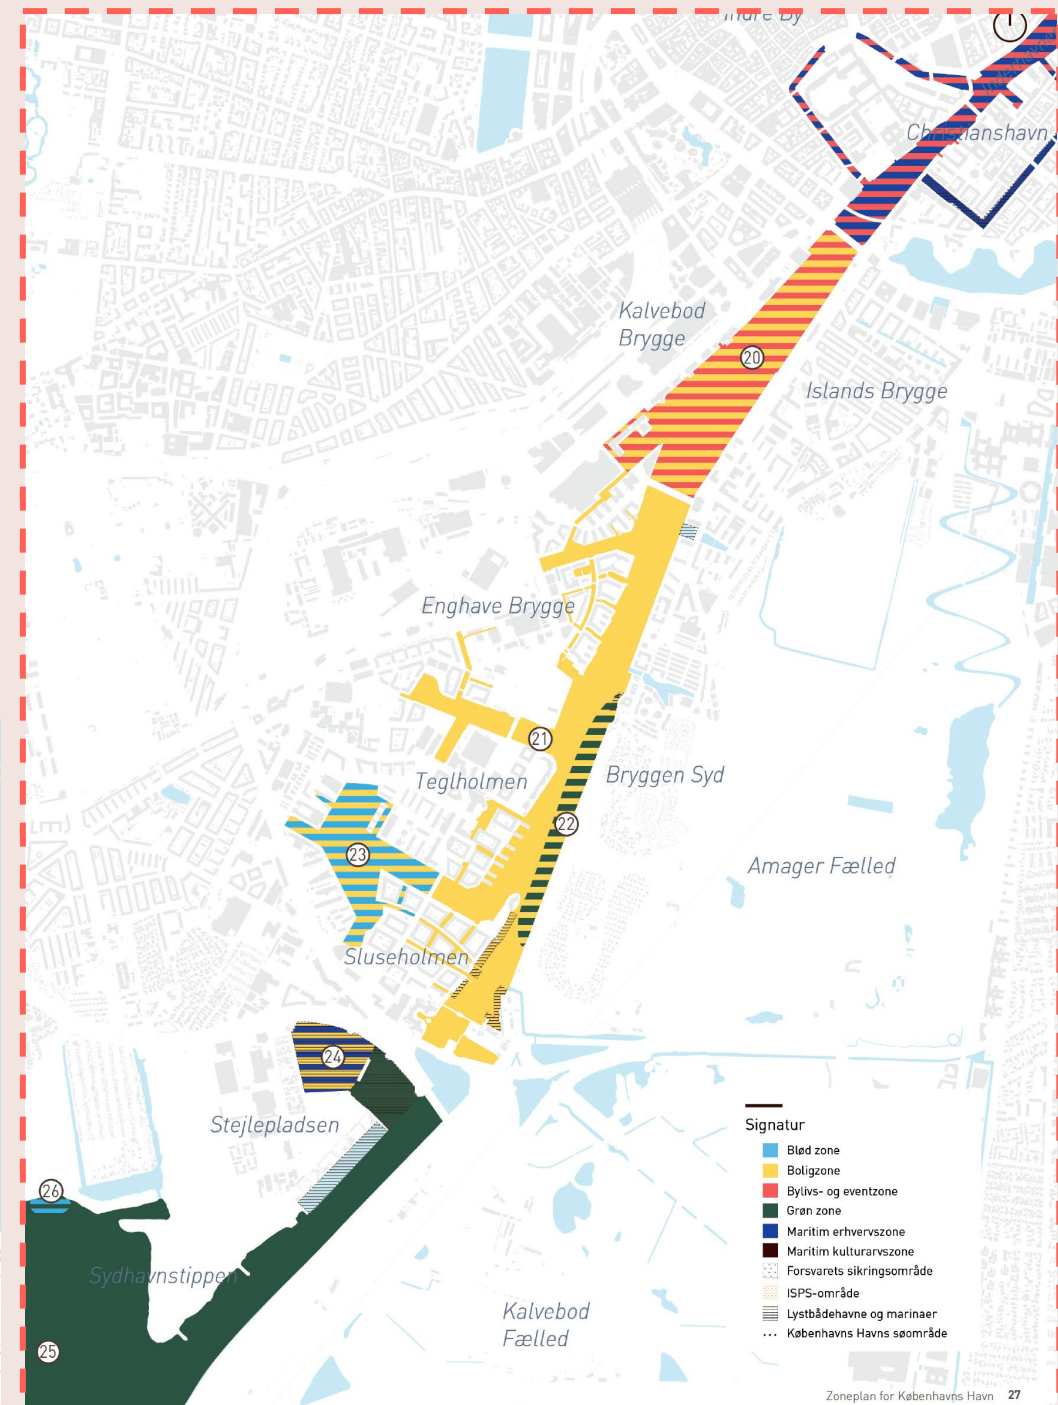 Indre By
Christianshavn
Kalvebod
Brygge
20
Islands Brygge
Enghave Brygge
21
Teglholmen
Bryggen Syd
22
23
Amager Fælled
Sluseholmen
24
Stejlepladsen
26
Sydhavnstippen
25
Kalvebod
Fælled
Signatur
Blød zone
Boligzone
Bylivs- og eventzone
Grøn zone
Maritim erhvervszone
Maritim kulturarvszone
Forsvarets sikringsområde
ISPS-område
Lystbådehavne og marinaer
Københavns Havns søområde
Zoneplan for Københavns Havn 27